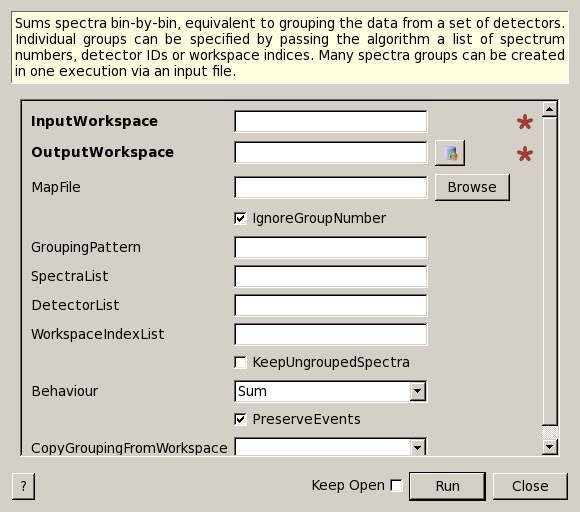 Sums spectra bin-by-bin, equivalent to grouping the data from a set of detectors.
Individual groups can be specified by passing the algorithm a list of spectrum
numbers, detector IDs or workspace indices. Many spectra groups can be created
in one execution via an input file.
InputWorkspace
OutputWorkspace
MapFile Browse
IgnoreGroupNumber
GroupingPattern
SpectraList
DetectorList
WorkspaceIndexList
KeepUngroupedSpectra
Behaviour Sum
PreserveEvents
CopyGroupingFromWorkspace
? Keep Open Run Close